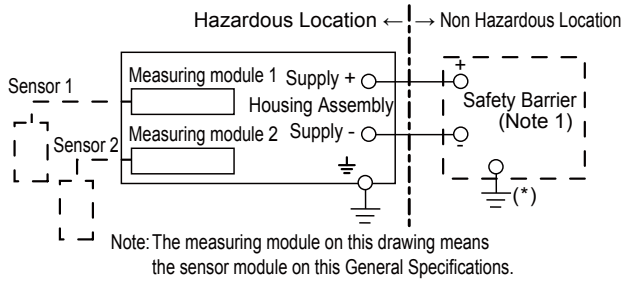 Hazardous Location ← → Non Hazardous Location
Sensor 1
Measuring module 1 Supply +
+
Housing Assembly
Safety Barrier
(Note 1)
Sensor 2
Measuring module 2 Supply -
-
(*)
Note: The measuring module on this drawing means
the sensor module on this General Specifications.